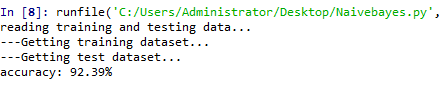 In [8]: runfile('C:/Users/Administrator/Desktop/Naivebayes.py',
reading training and testing data...
---Getting training dataset...
---Getting test dataset...
accuracy: 92.39%